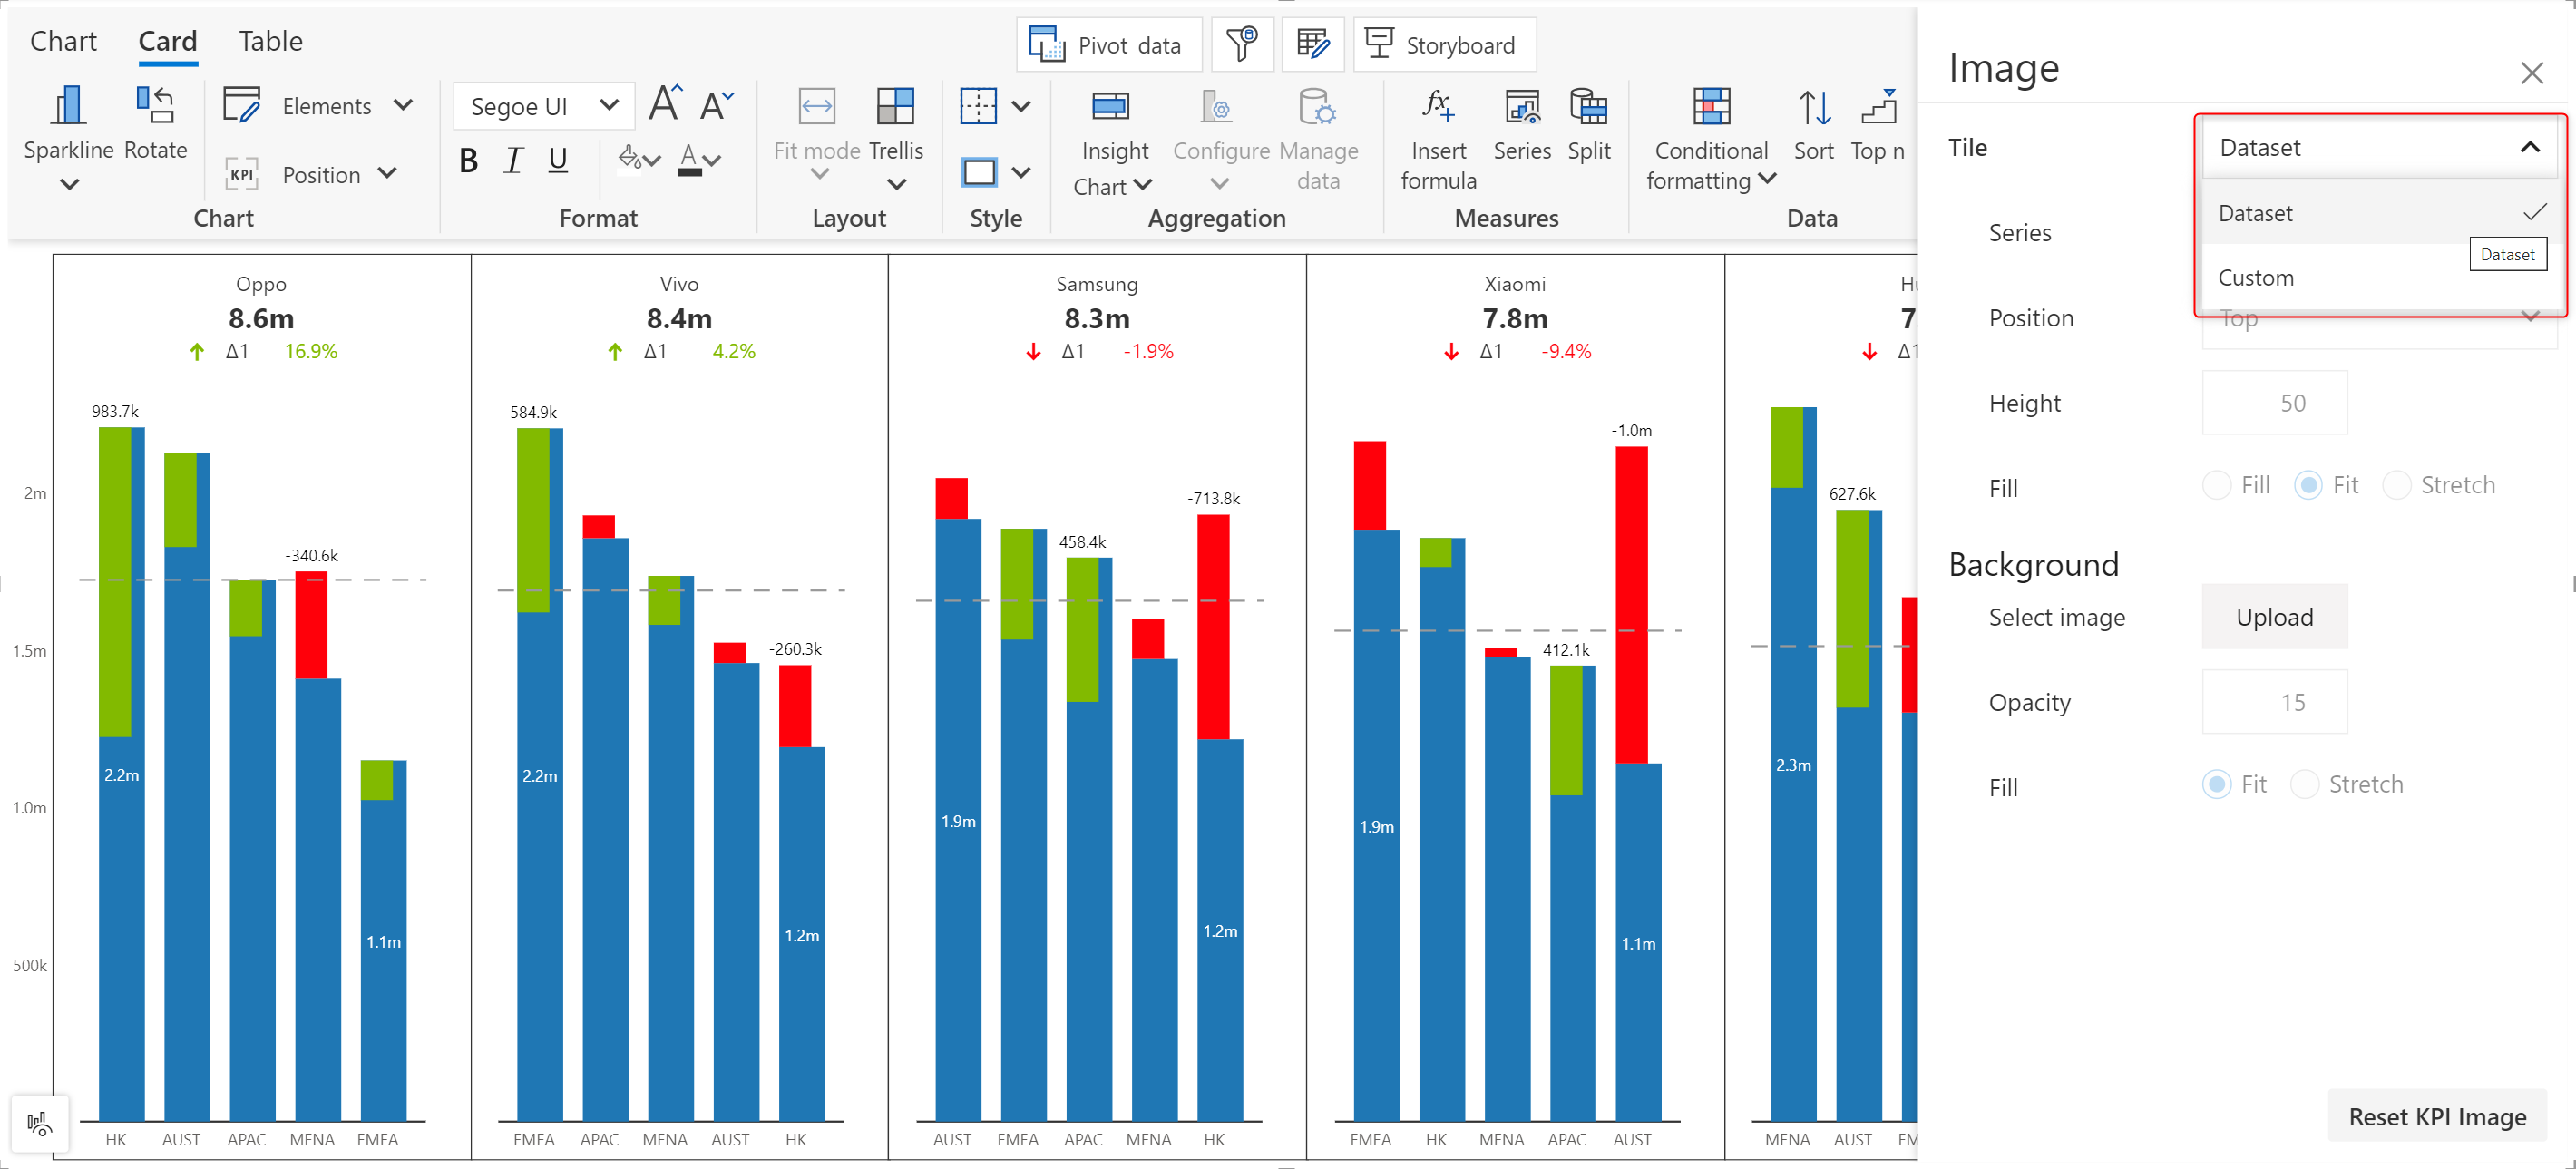 Chart Card Table
Pivot data Storyboard
Sparkline Rotate
Elements
KPI Position
Chart
Segoe UI A A
B I U A
Format
Fit mode Trellis
Layout
Style
Insight Chart
Configure
Manage data
Aggregation
fx Insert formula
Series Split
Measures
Conditional formatting
Sort Top n
Data
Oppo
8.6m
Δ1 16.9%
Vivo
8.4m
Δ1 4.2%
Samsung
8.3m
Δ1 -1.9%
Xiaomi
7.8m
Δ1 -9.4%
7
Δ1
2m
1.5m
1.0m
500k
983.7k
-340.6k
2.2m
1.1m
HK AUST APAC MENA EMEA
584.9k
-260.3k
2.2m
1.2m
EMEA APAC MENA AUST HK
-713.8k
458.4k
1.9m
1.2m
AUST EMEA APAC MENA HK
-1.0m
412.1k
1.9m
1.1m
EMEA HK MENA APAC AUST
627.6k
2.3m
MENA AUST EM
Image
Tile Dataset
Dataset
Dataset
Custom
Series
Position Top
Height 50
Fill Fill Fit Stretch
Background
Select image Upload
Opacity 15
Fill Fit Stretch
Reset KPI Image